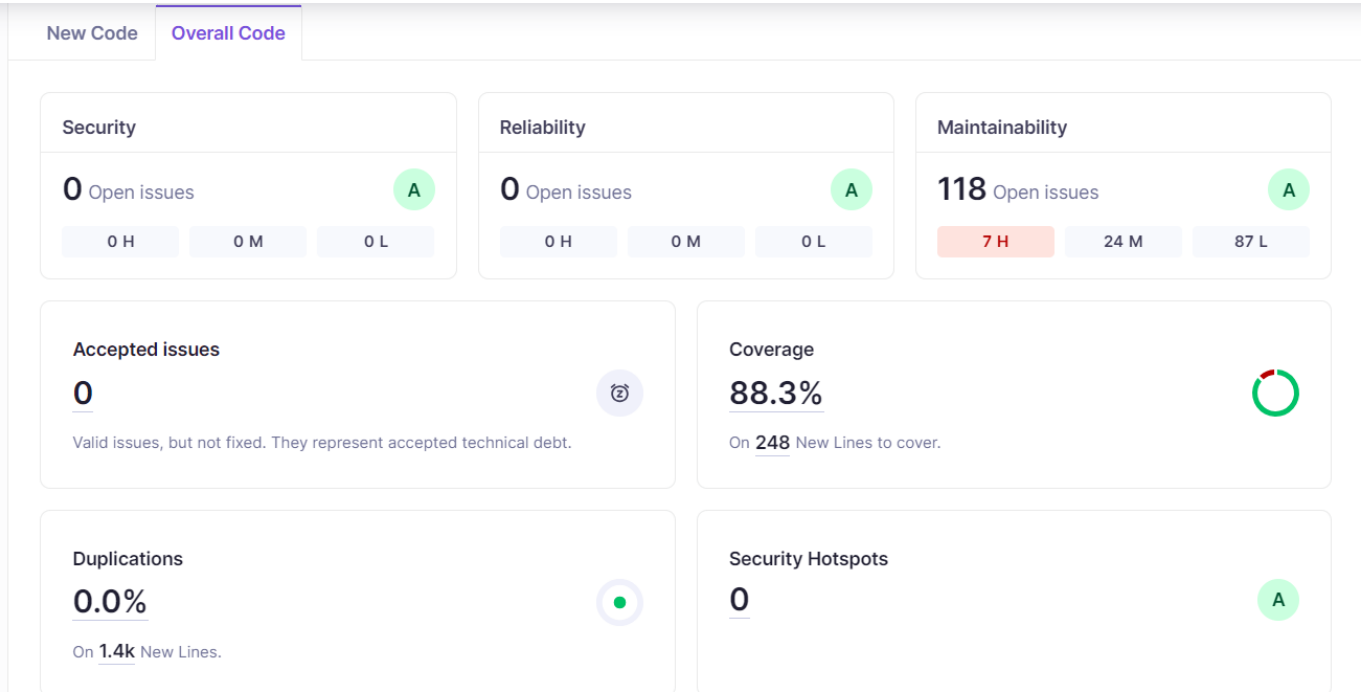 New Code Overall Code
Security
0 Open issues A
0 H 0 M 0 L
Reliability
0 Open issues A
0 H 0 M 0 L
Maintainability
118 Open issues A
7 H 24 M 87 L
Accepted issues
0
z
Valid issues, but not fixed. They represent accepted technical debt.
Coverage
88.3%
On 248 New Lines to cover.
Duplications
0.0%
On 1.4k New Lines.
Security Hotspots
0 A